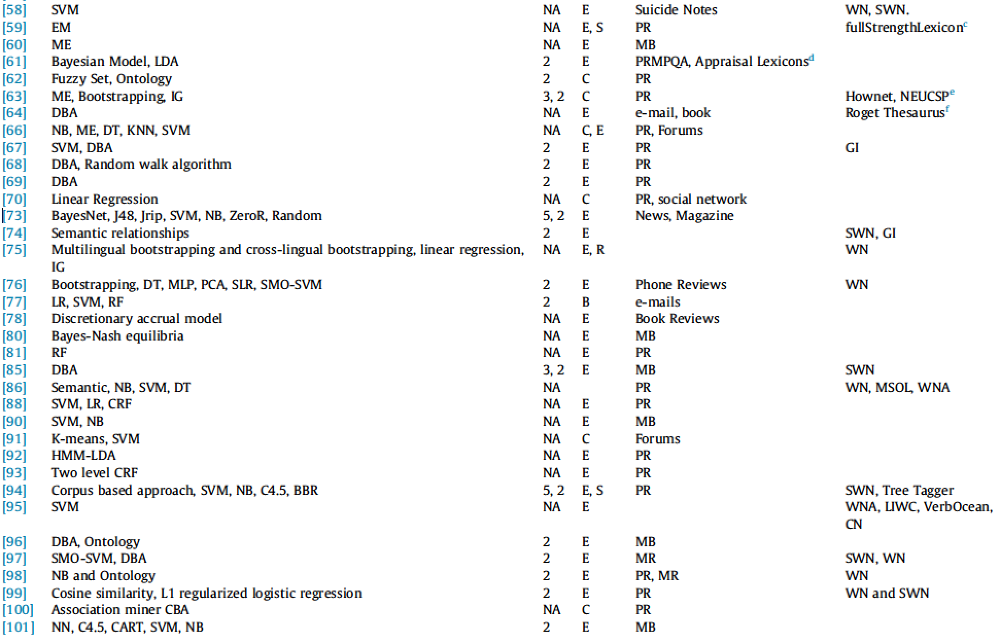 [58] SVM NA E Suicide Notes WN, SWN.
[59] EM NA E, S PR fullStrengthLexicon^c
[60] ME NA E MB
[61] Bayesian Model, LDA 2 E PRMPQA, Appraisal Lexicons^d
[62] Fuzzy Set, Ontology 2 C PR
[63] ME, Bootstrapping, IG 3, 2 C PR Hownet, NEUCSP^e
[64] DBA NA E e-mail, book Roget Thesaurus^f
[66] NB, ME, DT, KNN, SVM NA C, E PR, Forums
[67] SVM, DBA 2 E PR GI
[68] DBA, Random walk algorithm 2 E PR
[69] DBA 2 E PR
[70] Linear Regression NA C PR, social network
[73] BayesNet, J48, Jrip, SVM, NB, ZeroR, Random 5, 2 E News, Magazine
[74] Semantic relationships 2 E SWN, GI
[75] Multilingual bootstrapping and cross-lingual bootstrapping, linear regression, NA E, R WN
IG
[76] Bootstrapping, DT, MLP, PCA, SLR, SMO-SVM 2 E Phone Reviews WN
[77] LR, SVM, RF 2 B e-mails
[78] Discretionary accrual model NA E Book Reviews
[80] Bayes-Nash equilibria NA E MB
[81] RF NA E PR
[85] DBA 3, 2 E MB SWN
[86] Semantic, NB, SVM, DT NA PR WN, MSOL, WNA
[88] SVM, LR, CRF NA E PR
[90] SVM, NB NA E MB
[91] K-means, SVM NA C Forums
[92] HMM-LDA NA E PR
[93] Two level CRF NA E PR
[94] Corpus based approach, SVM, NB, C4.5, BBR 5, 2 E, S PR SWN, Tree Tagger
[95] SVM NA E WNA, LIWC, VerbOcean,
CN
[96] DBA, Ontology 2 E MB
[97] SMO-SVM, DBA 2 E MR SWN, WN
[98] NB and Ontology 2 E PR, MR WN
[99] Cosine similarity, L1 regularized logistic regression 2 E PR WN and SWN
[100] Association miner CBA NA C PR
[101] NN, C4.5, CART, SVM, NB 2 E MB